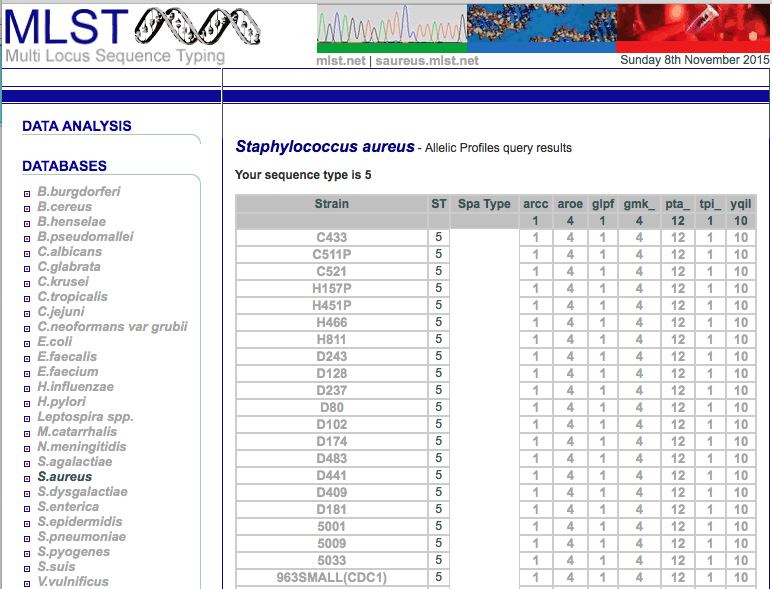 MLST
Multi Locus Sequence Typing
mlst.net | saureus.mlst.net
Sunday 8th November 2015
DATA ANALYSIS
DATABASES
B.burgdorferi
B.cereus
B.henselae
B.pseudomallei
C.albicans
C.glabrata
C.krusei
C.tropicalis
C.jejuni
C.neoformans var grubii
E.coli
E.faecalis
E.faecium
H.influenzae
H.pylori
Leptospira spp.
M.catarrhalis
N.meningitidis
S.agalactiae
S.aureus
S.dysgalactiae
S.enterica
S.epidermidis
S.pneumoniae
S.pyogenes
S.suis
V.vulnificus
Staphylococcus aureus - Allelic Profiles query results
Your sequence type is 5
Strain ST Spa Type arcc aroe glpf gmk_ pta_ tpi_ yqil
1 4 1 4 12 1 10
C433 5 1 4 1 4 12 1 10
C511P 5 1 4 1 4 12 1 10
C521 5 1 4 1 4 12 1 10
H157P 5 1 4 1 4 12 1 10
H451P 5 1 4 1 4 12 1 10
H466 5 1 4 1 4 12 1 10
H811 5 1 4 1 4 12 1 10
D243 5 1 4 1 4 12 1 10
D128 5 1 4 1 4 12 1 10
D237 5 1 4 1 4 12 1 10
D80 5 1 4 1 4 12 1 10
D102 5 1 4 1 4 12 1 10
D174 5 1 4 1 4 12 1 10
D483 5 1 4 1 4 12 1 10
D441 5 1 4 1 4 12 1 10
D409 5 1 4 1 4 12 1 10
D181 5 1 4 1 4 12 1 10
5001 5 1 4 1 4 12 1 10
5009 5 1 4 1 4 12 1 10
5033 5 1 4 1 4 12 1 10
963SMALL(CDC1) 5 1 4 1 4 12 1 10